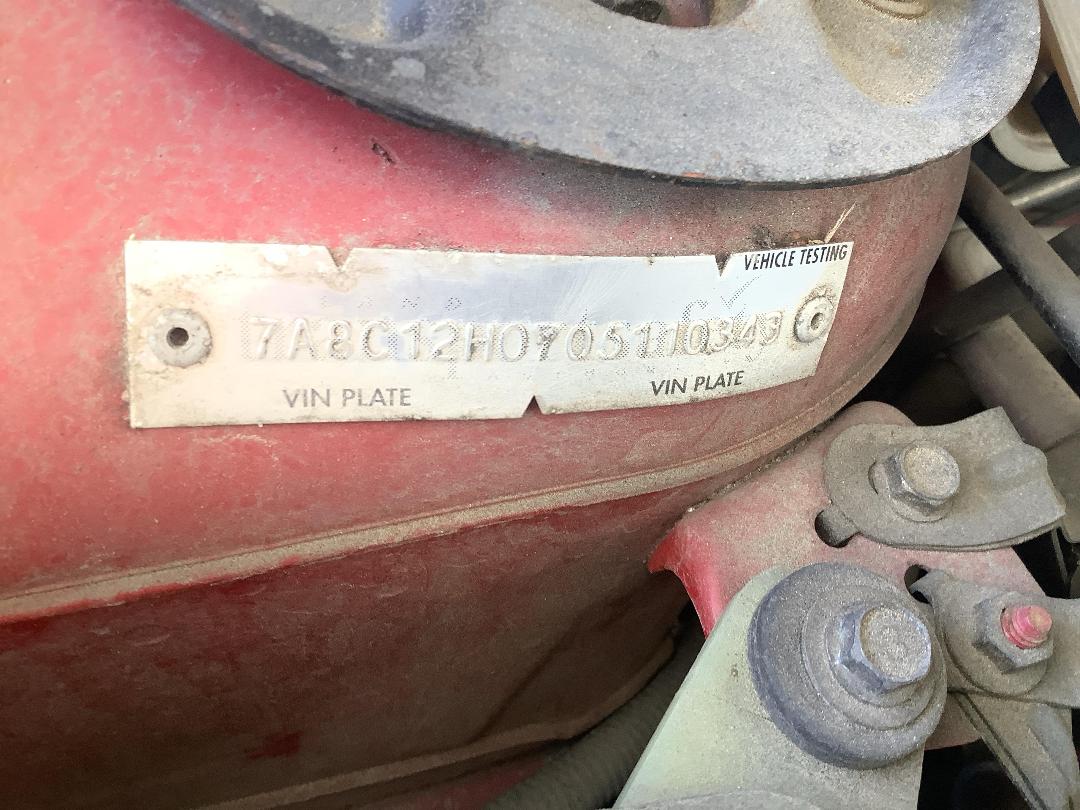 VEHICLE TESTING
7A8C12H0705110343
VIN PLATE VIN PLATE